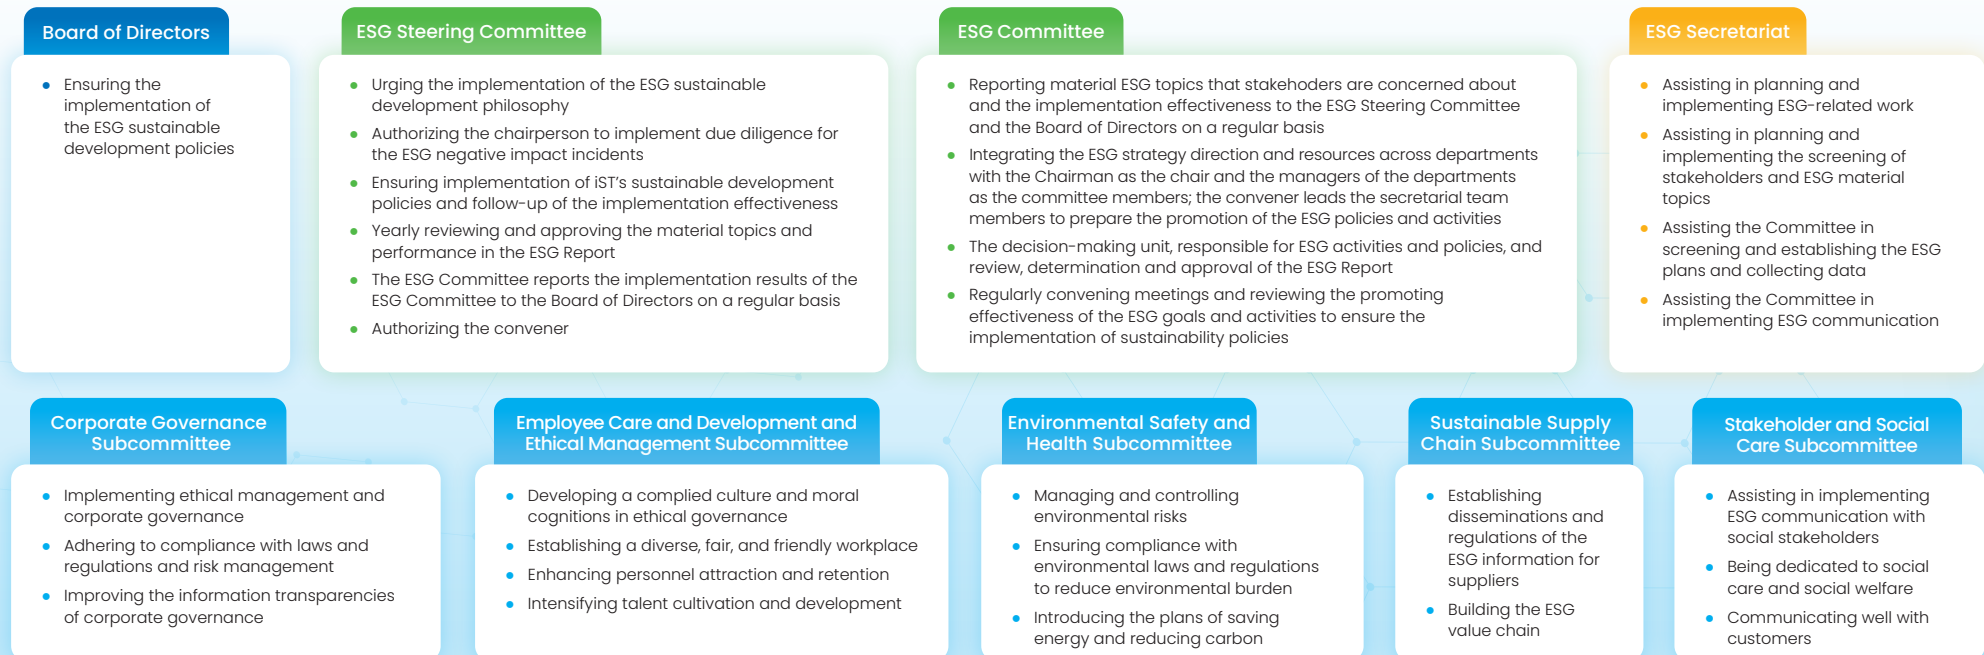 Board of Directors
Ensuring the
implementation of
the ESG sustainable
development policies
ESG Steering Committee
Urging the implementation of the ESG sustainable
development philosophy
Authorizing the chairperson to implement due diligence for
the ESG negative impact incidents
Ensuring implementation of iST's sustainable development
policies and follow-up of the implementation effectiveness
Yearly reviewing and approving the material topics and
performance in the ESG Report
The ESG Committee reports the implementation results of the
ESG Committee to the Board of Directors on a regular basis
Authorizing the convener
ESG Committee
Reporting material ESG topics that stakehoders are concerned about
and the implementation effectiveness to the ESG Steering Committee
and the Board of Directors on a regular basis
Integrating the ESG strategy direction and resources across departments
with the Chairman as the chair and the managers of the departments
as the committee members; the convener leads the secretarial team
members to prepare the promotion of the ESG policies and activities
The decision-making unit, responsible for ESG activities and policies, and
review, determination and approval of the ESG Report
Regularly convening meetings and reviewing the promoting
effectiveness of the ESG goals and activities to ensure the
implementation of sustainability policies
ESG Secretariat
Assisting in planning and
implementing ESG-related work
Assisting in planning and
implementing the screening of
stakeholders and ESG material
topics
Assisting the Committee in
screening and establishing the ESG
plans and collecting data
Assisting the Committee in
implementing ESG communication
Corporate Governance
Subcommittee
Implementing ethical management and
corporate governance
Adhering to compliance with laws and
regulations and risk management
Improving the information transparencies
of corporate governance
Employee Care and Development and
Ethical Management Subcommittee
Developing a complied culture and moral
cognitions in ethical governance
Establishing a diverse, fair, and friendly workplace
Enhancing personnel attraction and retention
Intensifying talent cultivation and development
Environmental Safety and
Health Subcommittee
Managing and controlling
environmental risks
Ensuring compliance with
environmental laws and regulations
to reduce environmental burden
Introducing the plans of saving
energy and reducing carbon
Sustainable Supply
Chain Subcommittee
Establishing
disseminations and
regulations of the
ESG information for
suppliers
Building the ESG
value chain
Stakeholder and Social
Care Subcommittee
Assisting in implementing
ESG communication with
social stakeholders
Being dedicated to social
care and social welfare
Communicating well with
customers